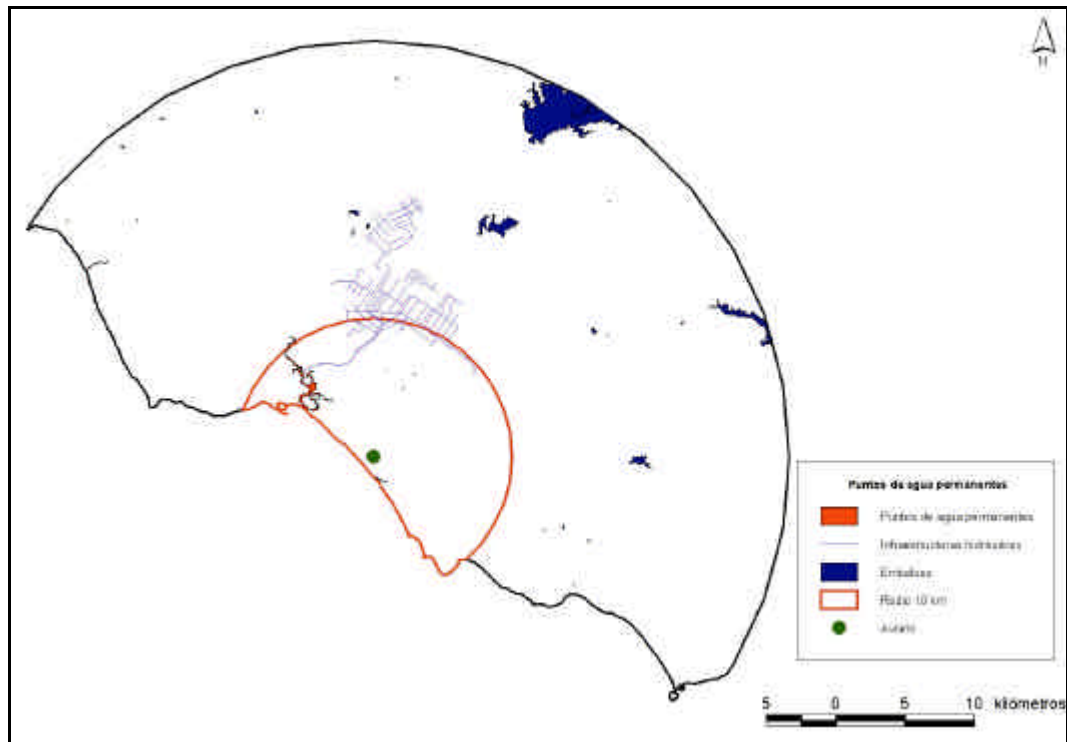 N
Puntos de agua permanentes
Puntos de agua permanentes
Infraestructuras hidráulicas
Embalses
Radio 10 km
5 0 5 10 kilómetros